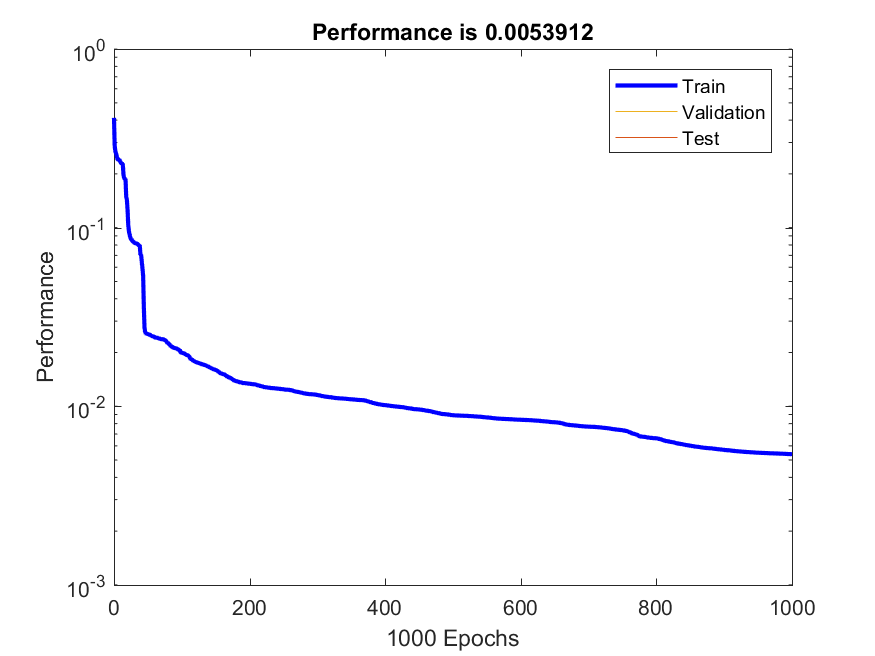 Performance is 0.0053912
10^0
Train
Validation
Test
10^-1
Performance
10^-2
10^-3
0 200 400 600 800 1000
1000 Epochs